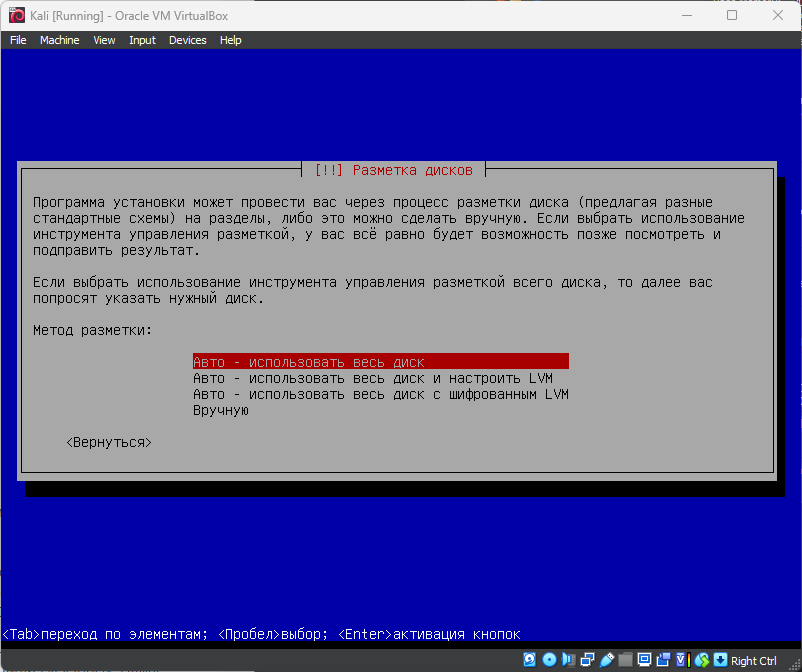 Kali [Running] - Oracle VM VirtualBox
File Machine View Input Devices Help
[!!] Разметка дисков
Программа установки может провести вас через процесс разметки диска (предлагая разные
стандартные схемы) на разделы, либо это можно сделать вручную. Если выбрать использование
инструмента управления разметкой, у вас всё равно будет возможность позже посмотреть и
подправить результат.
Если выбрать использование инструмента управления разметкой всего диска, то далее вас
попросят указать нужный диск.
Метод разметки:
Авто - использовать весь диск
Авто - использовать весь диск и настроить LVM
Авто - использовать весь диск с шифрованным LVM
Вручную
<Вернуться>
<Tab>переход по элементам; <Пробел>выбор; <Enter>активация кнопок
Right Ctrl